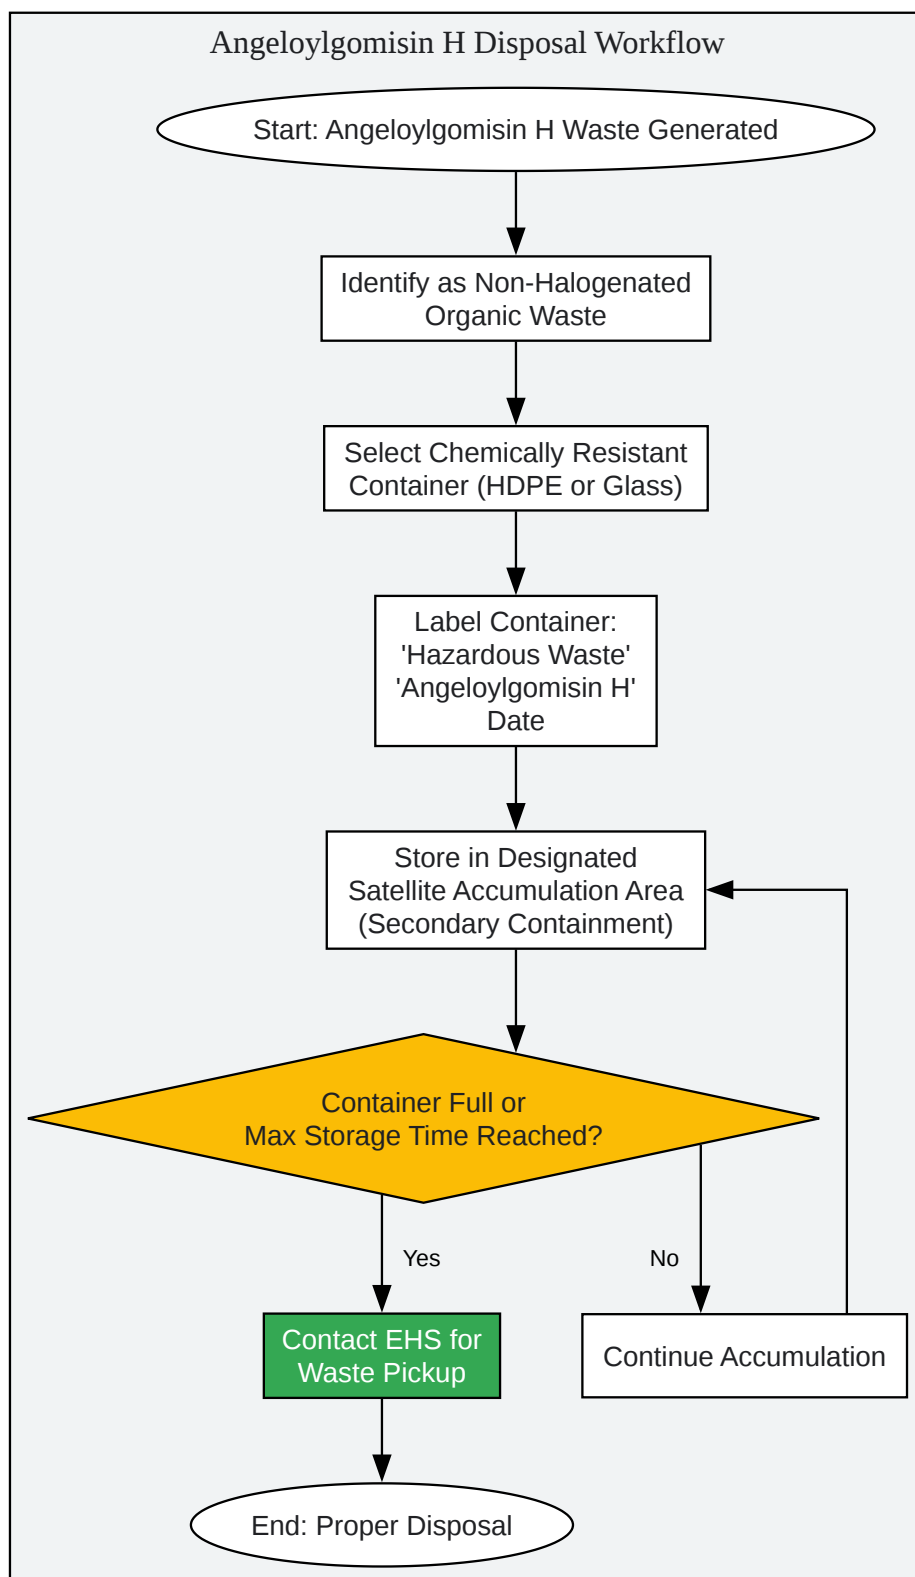 Angeloylgomisin H Disposal Workflow
Start: Angeloylgomisin H Waste Generated
Identify as Non-Halogenated
Organic Waste
Select Chemically Resistant
Container (HDPE or Glass)
Label Container:
'Hazardous Waste'
'Angeloylgomisin H'
Date
Store in Designated
Satellite Accumulation Area
(Secondary Containment)
Container Full or
Max Storage Time Reached?
Yes
No
Contact EHS for
Waste Pickup
Continue Accumulation
End: Proper Disposal